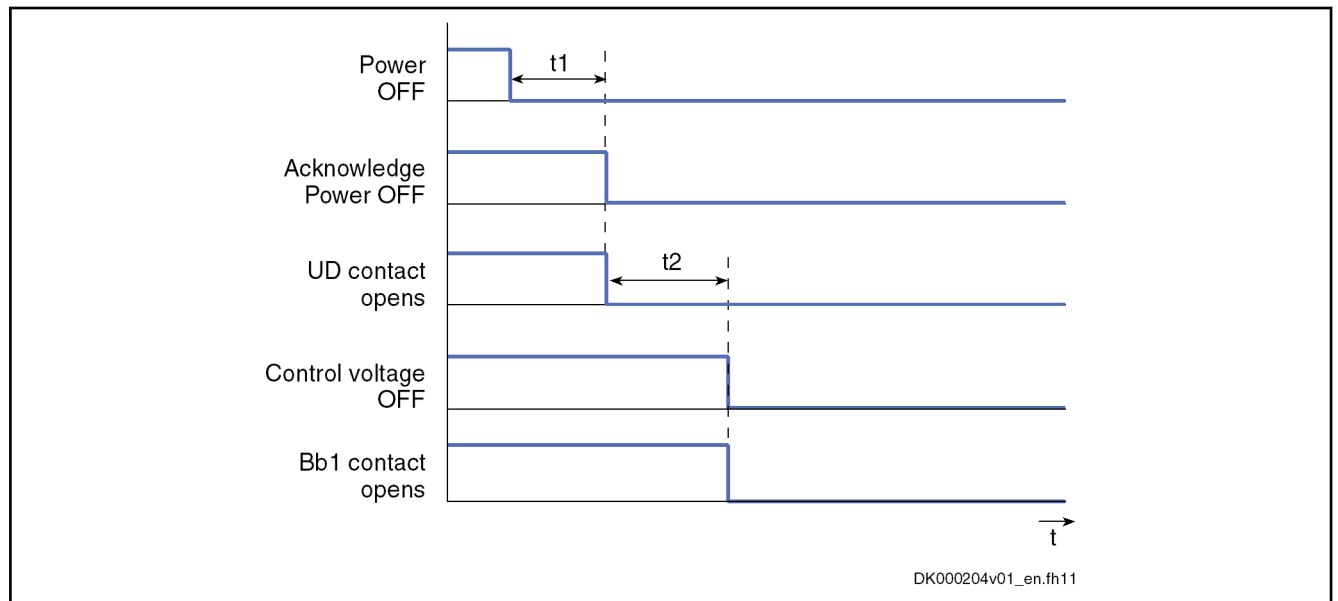 Power
OFF
t1
Acknowledge
Power OFF
UD contact
opens
t2
Control voltage
OFF
Bb1 contact
opens
t
DK000204v01_en.fh11